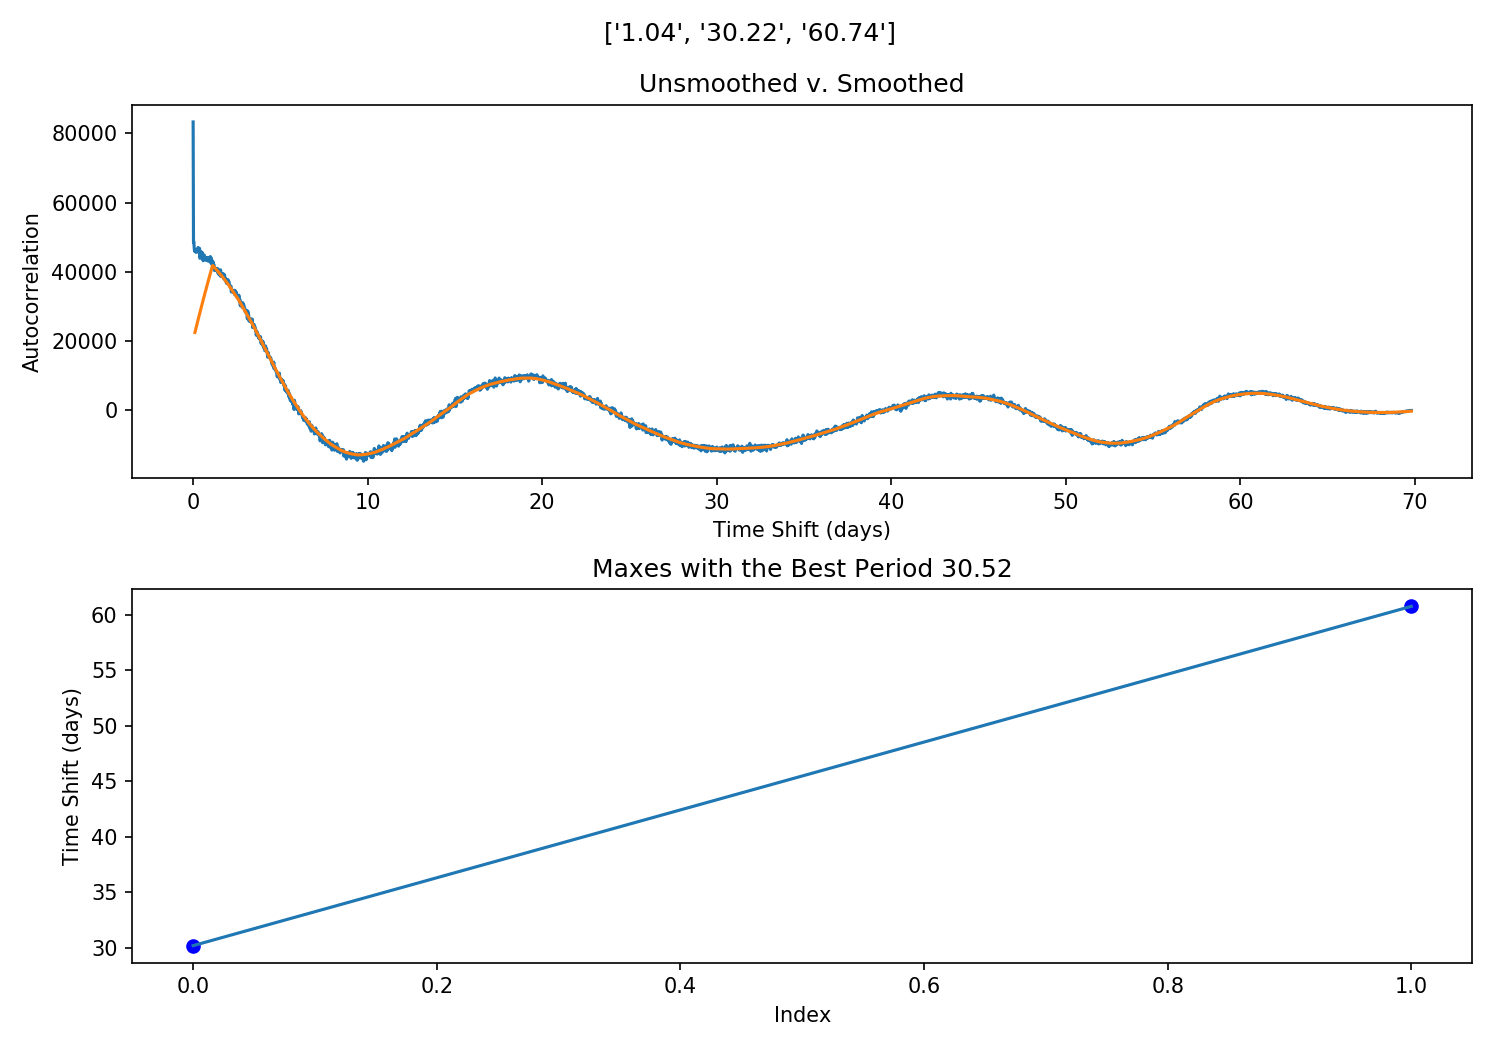 ['1.04', '30.22', '60.74']
Unsmoothed v. Smoothed
80000
60000
40000
20000
0
Autocorrelation
0 10 20 30 40 50 60 70
Time Shift (days)
Maxes with the Best Period 30.52
60
55
50
45
40
35
30
Time Shift (days)
0.0 0.2 0.4 0.6 0.8 1.0
Index